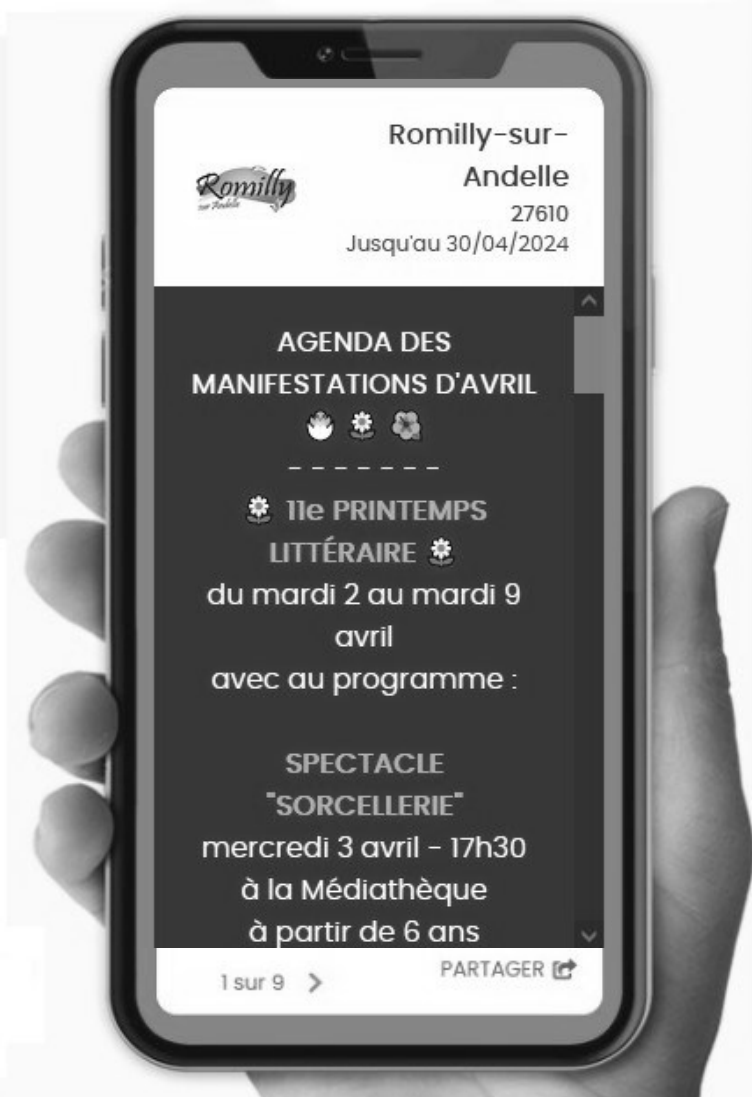 Romilly-sur-
Andelle
Romilly
sur Andelle
27610
Jusqu'au 30/04/2024
AGENDA DES
MANIFESTATIONS D'AVRIL
🐣 🌼 🌺
- - - - - - -
🌼 11e PRINTEMPS
LITTÉRAIRE 🌼
du mardi 2 au mardi 9
avril
avec au programme :
SPECTACLE
"SORCELLERIE"
mercredi 3 avril - 17h30
à la Médiathèque
à partir de 6 ans
1 sur 9 >
PARTAGER